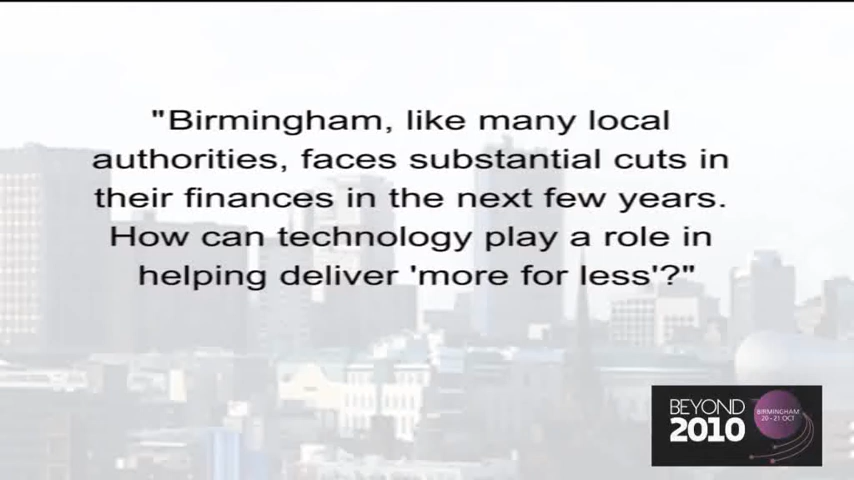 "Birmingham, like many local
authorities, faces substantial cuts in
their finances in the next few years.
How can technology play a role in
helping deliver 'more for less'?"
BEYOND
2010
BIRMINGHAM
20 - 21 OCT